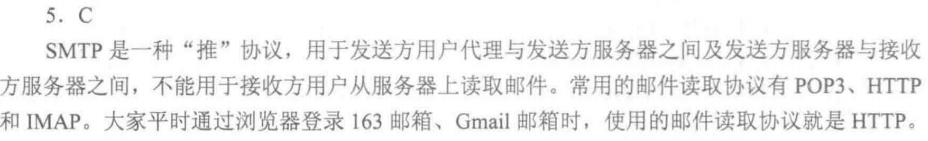 5．C
SMTP 是一种“推”协议，用于发送方用户代理与发送方服务器之间及发送方服务器与接收
方服务器之间，不能用于接收方用户从服务器上读取邮件。常用的邮件读取协议有 POP3、HTTP
和 IMAP。大家平时通过浏览器登录 163 邮箱、Gmail 邮箱时，使用的邮件读取协议就是 HTTP。